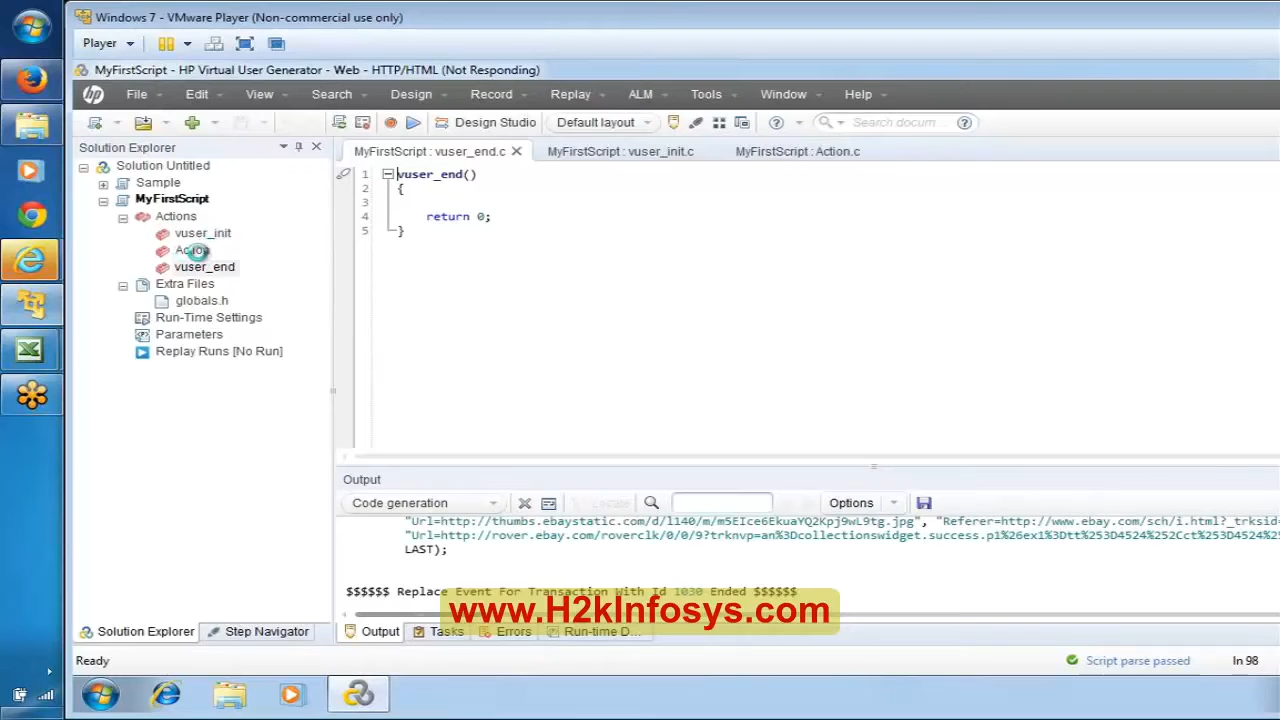 Windows 7 - VMware Player (Non-commercial use only)
Player
MyFirstScript - HP Virtual User Generator - Web - HTTP/HTML (Not Responding)
hp File Edit View Search Design Record Replay ALM Tools Window Help
Design Studio Default layout Search docum
Solution Explorer
MyFirstScript : vuser_end.c MyFirstScript : vuser_init.c MyFirstScript : Action.c
Solution Untitled
Sample
MyFirstScript
Actions
vuser_init
vuser_end
Extra Files
globals.h
Run-Time Settings
Parameters
Replay Runs [No Run]
1 vuser_end()
2 {
3
4 return 0;
5 }
Output
Code generation Options
"Url=http://thumbs.ebaystatic.com/d/l140/m/m5EIce6EkuaYQ2Kpj9wL9tg.jpg", "Referer=http://www.ebay.com/sch/i.html?_trksid
"Url=http://rover.ebay.com/roverclk/0/0/9?trknvp=an%3Dcollectionswidget.success.p1%26ex1%3Dtt%253D4524%252Cct%253D4524%25
LAST);
$$$$$$ Replace Event For Transaction With Id 1030 Ended $$$$$$
www.H2kInfosys.com
Solution Explorer Step Navigator Output Tasks Errors Run-time D...
Ready Script parse passed ln 98